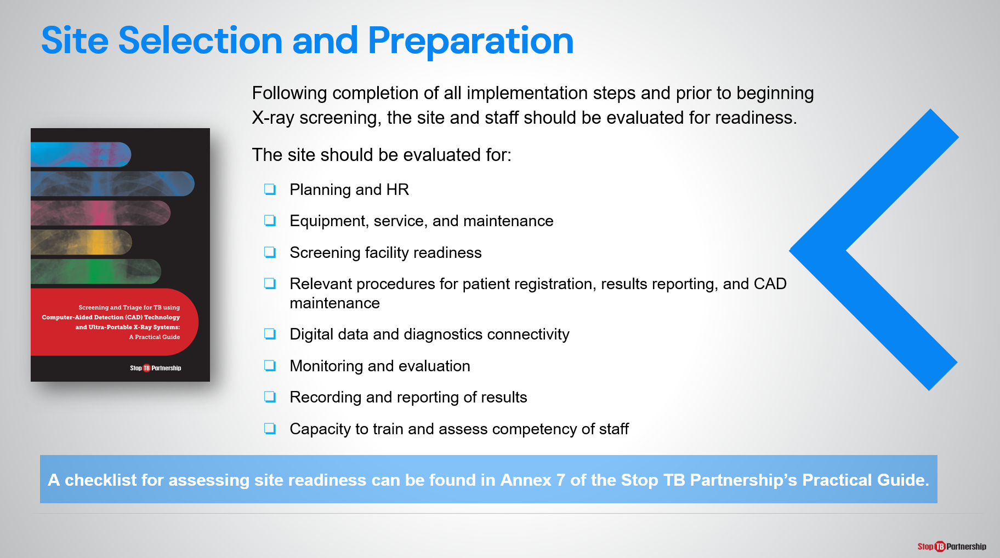 Site Selection and Preparation
Following completion of all implementation steps and prior to beginning
X-ray screening, the site and staff should be evaluated for readiness.
The site should be evaluated for:
Planning and HR
Equipment, service, and maintenance
Screening facility readiness
Relevant procedures for patient registration, results reporting, and CAD
maintenance
Digital data and diagnostics connectivity
Monitoring and evaluation
Recording and reporting of results
Capacity to train and assess competency of staff
Screening and Triage for TB using
Computer-Aided Detection (CAD) Technology
and Ultra-Portable X-Ray Systems:
A Practical Guide
Stop TB Partnership
A checklist for assessing site readiness can be found in Annex 7 of the Stop TB Partnership’s Practical Guide.
Stop TB Partnership